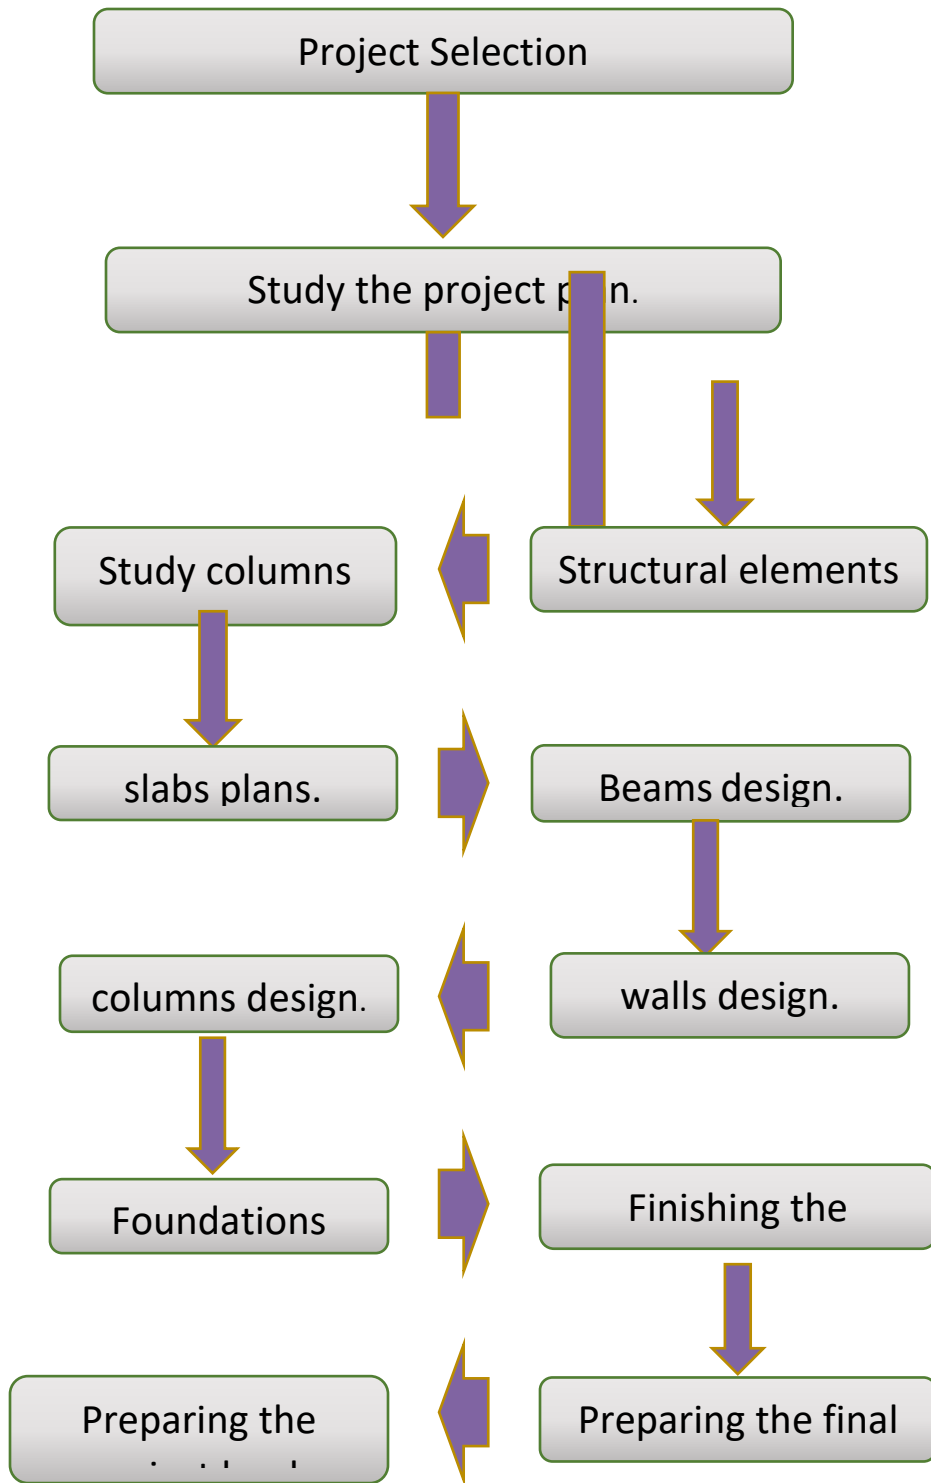 Project Selection
Study the project
Structural elements
Study columns
slabs plans.
Beams design.
walls design.
columns design.
Foundations
Finishing the
Preparing the final
Preparing the